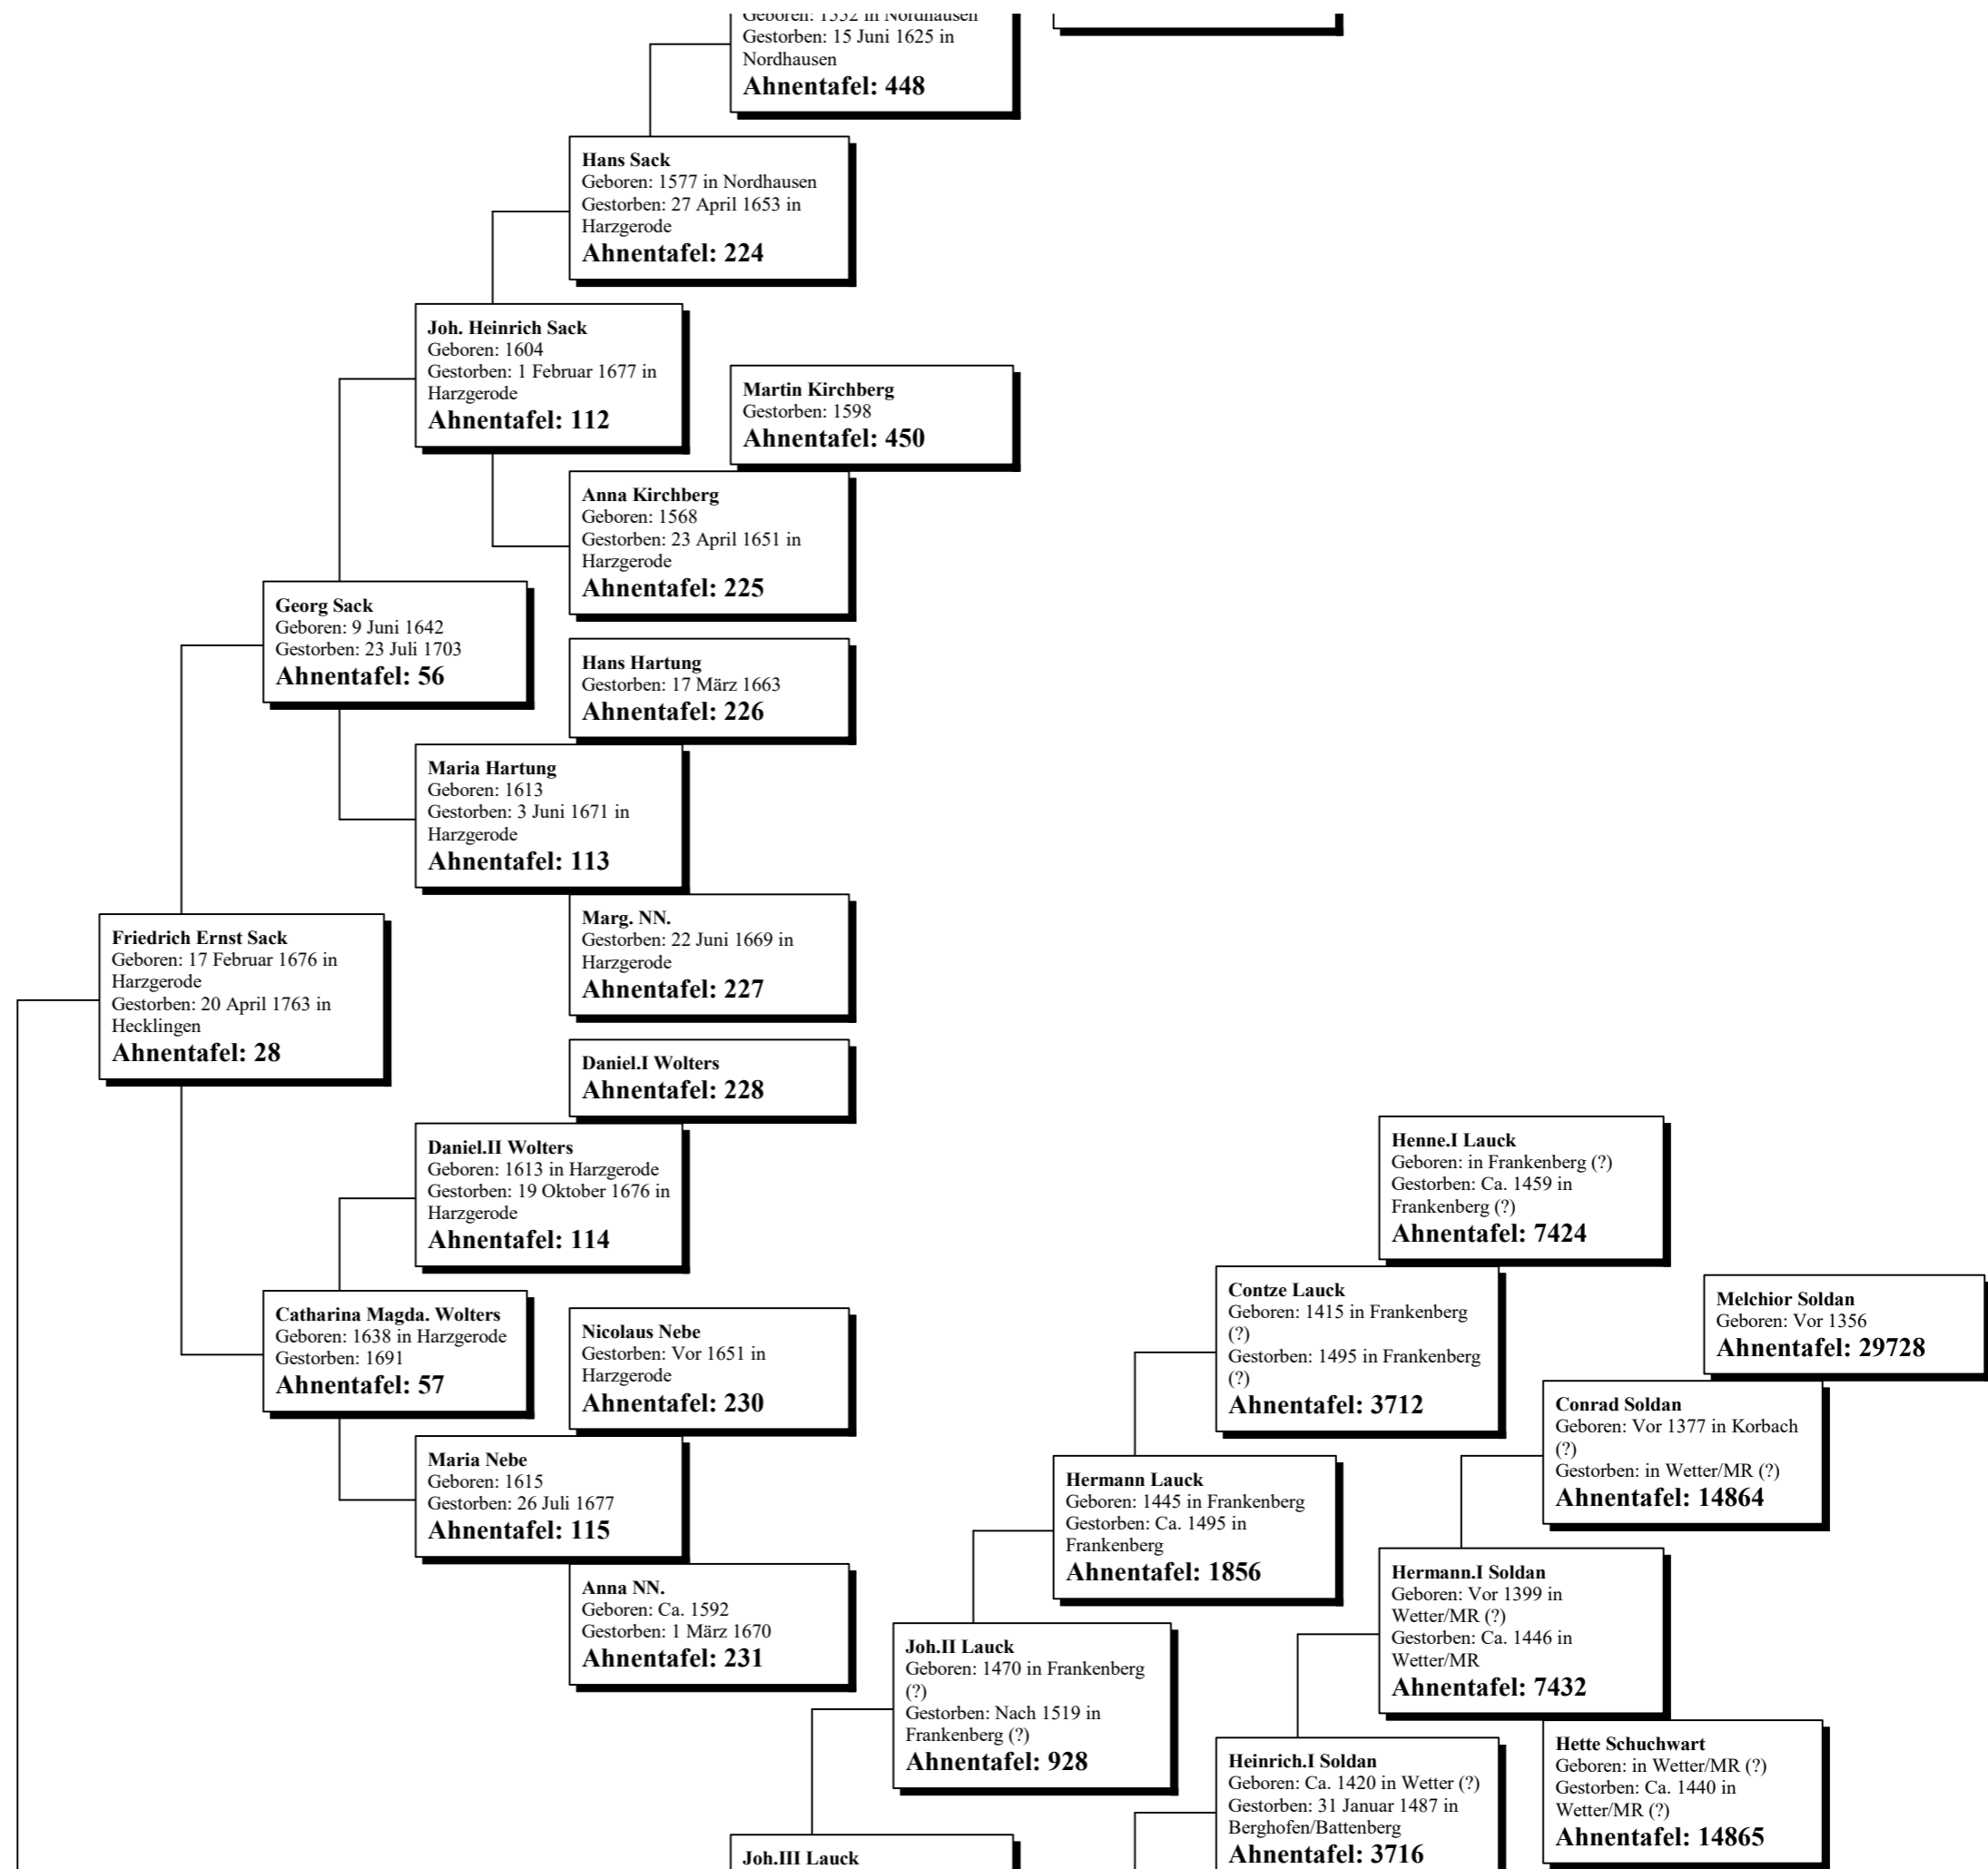 Geboren: 1552 in Nordhausen
Gestorben: 15 Juni 1625 in
Nordhausen
Ahnentafel: 448
Hans Sack
Geboren: 1577 in Nordhausen
Gestorben: 27 April 1653 in
Harzgerode
Ahnentafel: 224
Joh. Heinrich Sack
Geboren: 1604
Gestorben: 1 Februar 1677 in
Harzgerode
Ahnentafel: 112
Martin Kirchberg
Gestorben: 1598
Ahnentafel: 450
Anna Kirchberg
Geboren: 1568
Gestorben: 23 April 1651 in
Harzgerode
Ahnentafel: 225
Georg Sack
Geboren: 9 Juni 1642
Gestorben: 23 Juli 1703
Ahnentafel: 56
Hans Hartung
Gestorben: 17 März 1663
Ahnentafel: 226
Maria Hartung
Geboren: 1613
Gestorben: 3 Juni 1671 in
Harzgerode
Ahnentafel: 113
Marg. NN.
Gestorben: 22 Juni 1669 in
Harzgerode
Ahnentafel: 227
Friedrich Ernst Sack
Geboren: 17 Februar 1676 in
Harzgerode
Gestorben: 20 April 1763 in
Hecklingen
Ahnentafel: 28
Daniel.I Wolters
Ahnentafel: 228
Daniel.II Wolters
Geboren: 1613 in Harzgerode
Gestorben: 19 Oktober 1676 in
Harzgerode
Ahnentafel: 114
Catharina Magda. Wolters
Geboren: 1638 in Harzgerode
Gestorben: 1691
Ahnentafel: 57
Nicolaus Nebe
Gestorben: Vor 1651 in
Harzgerode
Ahnentafel: 230
Maria Nebe
Geboren: 1615
Gestorben: 26 Juli 1677
Ahnentafel: 115
Anna NN.
Geboren: Ca. 1592
Gestorben: 1 März 1670
Ahnentafel: 231
Henne.I Lauck
Geboren: in Frankenberg (?)
Gestorben: Ca. 1459 in
Frankenberg (?)
Ahnentafel: 7424
Contze Lauck
Geboren: 1415 in Frankenberg
(?)
Gestorben: 1495 in Frankenberg
(?)
Ahnentafel: 3712
Melchior Soldan
Geboren: Vor 1356
Ahnentafel: 29728
Conrad Soldan
Geboren: Vor 1377 in Korbach
(?)
Gestorben: in Wetter/MR (?)
Ahnentafel: 14864
Hermann Lauck
Geboren: 1445 in Frankenberg
Gestorben: Ca. 1495 in
Frankenberg
Ahnentafel: 1856
Hermann.I Soldan
Geboren: Vor 1399 in
Wetter/MR (?)
Gestorben: Ca. 1446 in
Wetter/MR
Ahnentafel: 7432
Joh.II Lauck
Geboren: 1470 in Frankenberg
(?)
Gestorben: Nach 1519 in
Frankenberg (?)
Ahnentafel: 928
Hette Schuchwart
Geboren: in Wetter/MR (?)
Gestorben: Ca. 1440 in
Wetter/MR (?)
Ahnentafel: 14865
Heinrich.I Soldan
Geboren: Ca. 1420 in Wetter (?)
Gestorben: 31 Januar 1487 in
Berghofen/Battenberg
Ahnentafel: 3716
Joh.III Lauck